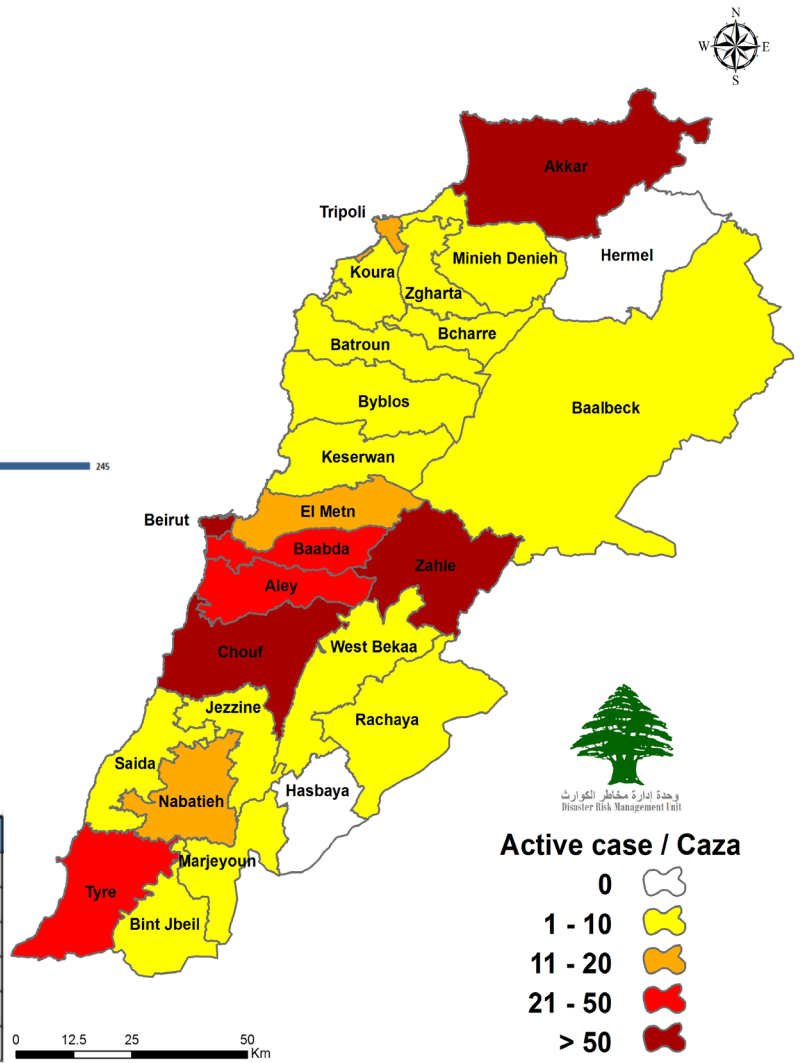 N
W E
S
Akkar
Tripoli
Hermel
Minieh Denieh
Koura
Zgharta
Bcharre
Batroun
Byblos
Baalbeck
Keserwan
245
El Metn
Beirut
Baabda
Zahle
Aley
Chouf
West Bekaa
Jezzine
Rachaya
Saida
Hasbaya
Nabatieh
وحدة إدارة مخاطر الكوارث
Disaster Risk Management Unit
Marjeyoun
Tyre
Bint Jbeil
Active case / Caza
0
1 - 10
11 - 20
21 - 50
> 50
0 12.5 25 50
Km